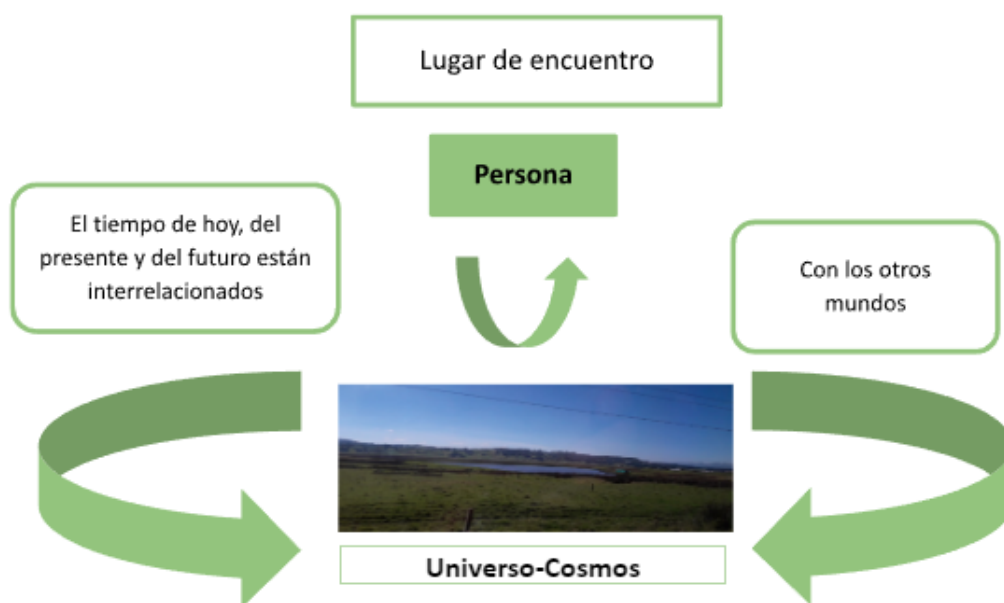 Lugar de encuentro
Persona
El tiempo de hoy, del
presente y del futuro están
interrelacionados
Con los otros
mundos
Universo-Cosmos